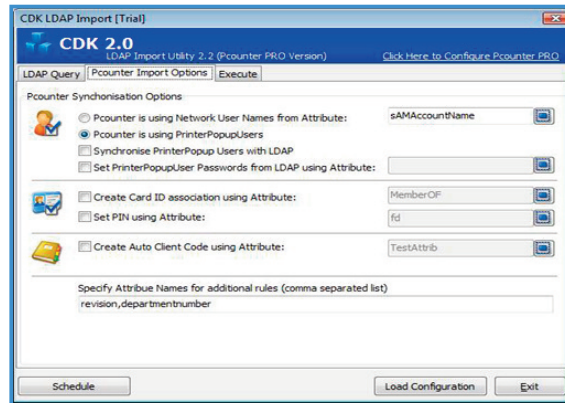 CDK LDAP Import [Trial]
CDK 2.0
LDAP Import Utility 2.2 (Pcounter PRO Version)
Click Here to Configure Pcounter PRO
LDAP Query Pcounter Import Options Execute
Pcounter Synchronisation Options
Pcounter is using Network User Names from Attribute: sAMAccountName
Pcounter is using PrinterPopupUsers
Synchronise PrinterPopup Users with LDAP
Set PrinterPopupUser Passwords from LDAP using Attribute:
Create Card ID association using Attribute: MemberOF
Set PIN using Attribute: fd
Create Auto Client Code using Attribute: TestAttrib
Specify Attribue Names for additional rules (comma separated list)
revision,departmentnumber
Schedule Load Configuration Exit